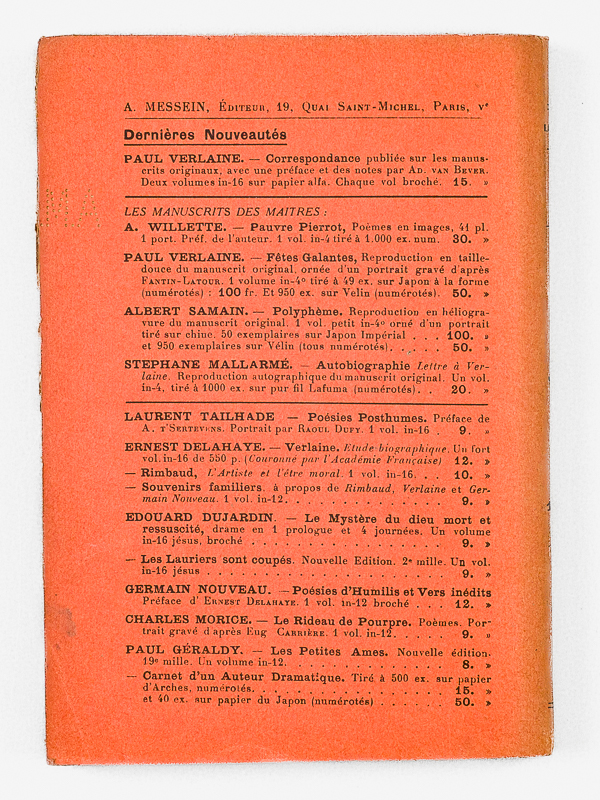 A. MESSEIN, Éditeur, 19, Quai Saint-Michel, Paris, Vᵉ
Dernières Nouveautés
PAUL VERLAINE. — Correspondance publiée sur les manus-
crits originaux, avec une préface et des notes par Ad. van Bever.
Deux volumes in-16 sur papier alfa. Chaque vol broché. 15. »
LES MANUSCRITS DES MAITRES :
A. WILLETTE. — Pauvre Pierrot, Poèmes en images, 41 pl.
1 port. Préf. de l'auteur. 1 vol. in-4 tiré à 1.000 ex. num. 30. »
PAUL VERLAINE. — Fêtes Galantes, Reproduction en taille-
douce du manuscrit original, ornée d'un portrait gravé d'après
Fantin-Latour. 1 volume in-4º tiré à 49 ex. sur Japon à la forme
(numérotés) : 100 fr. Et 950 ex. sur Velin (numérotés). 50. »
ALBERT SAMAIN. — Polyphème. Reproduction en héliogra-
vure du manuscrit original. 1 vol. petit in-4º orné d'un portrait
tiré sur chine. 50 exemplaires sur Japon Impérial . . . 100. »
et 950 exemplaires sur Vélin (tous numérotés). . . . . 50. »
STEPHANE MALLARMÉ. — Autobiographie Lettre à Ver-
laine. Reproduction autographique du manuscrit original. Un vol.
in-4, tiré à 1000 ex. sur pur fil Lafuma (numérotés). . . 20. »
LAURENT TAILHADE — Poésies Posthumes. Préface de
A. t'Serstevens. Portrait par Raoul Dufy. 1 vol. in-16 . 9. »
ERNEST DELAHAYE. — Verlaine. Etude biographique. Un fort
vol. in-16 de 550 p. (Couronné par l'Académie Française) 12. »
— Rimbaud, L'Artiste et l'être moral. 1 vol. in-16. . . 10. »
— Souvenirs familiers, à propos de Rimbaud, Verlaine et Ger-
main Nouveau. 1 vol. in-12. . . . . . . . . . . . . 9. »
EDOUARD DUJARDIN. — Le Mystère du dieu mort et
ressuscité, drame en 1 prologue et 4 journées. Un volume
in-16 jésus, broché . . . . . . . . . . . . . . . . 9. »
— Les Lauriers sont coupés. Nouvelle Edition. 2ᵉ mille. Un vol.
in-16 jésus . . . . . . . . . . . . . . . . . . . . 9. »
GERMAIN NOUVEAU. — Poésies d'Humilis et Vers inédits
Préface d'Ernest Delahaye. 1 vol. in-12 broché . . . 12. »
CHARLES MORICE. — Le Rideau de Pourpre. Poèmes. Por-
trait gravé d'après Eug Carrière. 1 vol. in-12. . . . . 9. »
PAUL GÉRALDY. — Les Petites Ames. Nouvelle édition.
19ᵉ mille. Un volume in-12. . . . . . . . . . . . . 8. »
— Carnet d'un Auteur Dramatique. Tiré à 500 ex. sur papier
d'Arches, numérotés. . . . . . . . . . . . . . . . 15. »
et 40 ex. sur papier du Japon (numérotés) . . . . . . 50. »